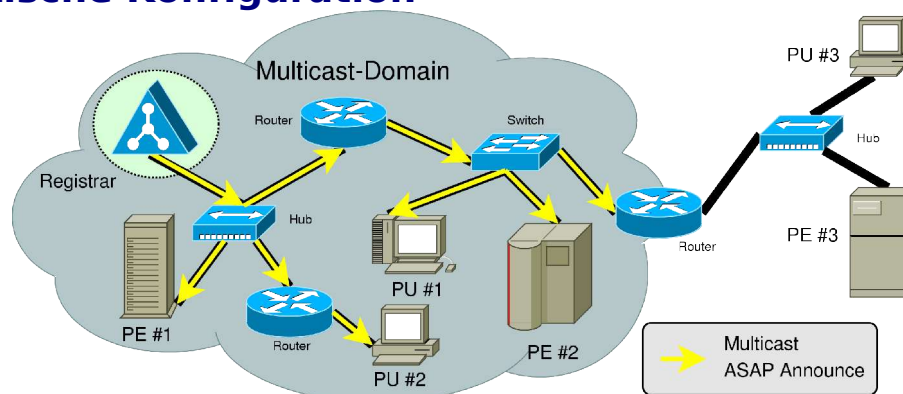 Konfiguration
Multicast-Domain
PU #3
Router
Switch
Hub
Registrar
Hub
PU #1
Router
PE #3
PE #1
Router
PE #2
PU #2
Multicast
ASAP Announce